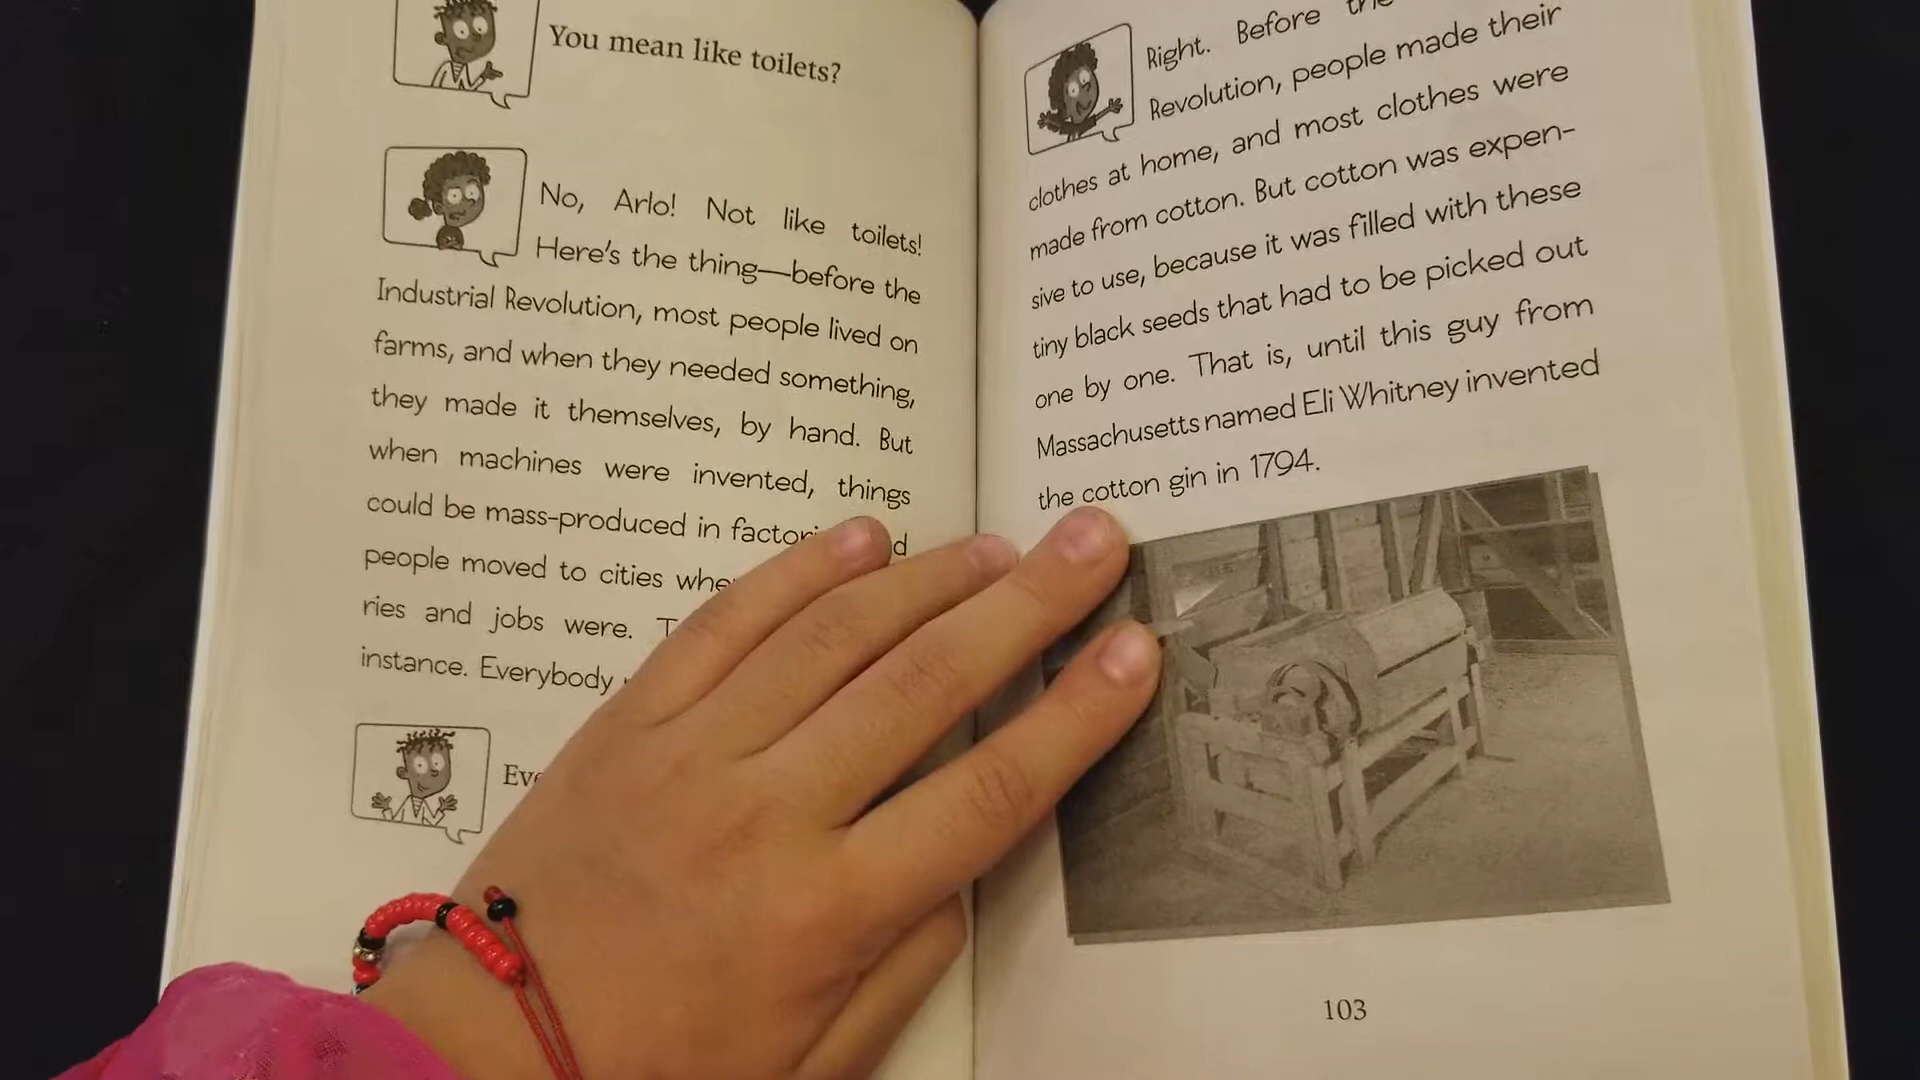 You mean like toilets?
No, Arlo! Not like toilets!
Here's the thing—before the
Industrial Revolution, most people lived on
farms, and when they needed something,
they made it themselves, by hand. But
when machines were invented, things
could be mass-produced in
people moved to cities
ries and jobs were.
instance. Everybody
Right. Before
Revolution, people made their
clothes at home, and most clothes were
made from cotton. But cotton was expen-
sive to use, because it was filled with these
tiny black seeds that had to be picked out
one by one. That is, until this guy from
Massachusetts named Eli Whitney invented
the cotton gin in 1794.
103